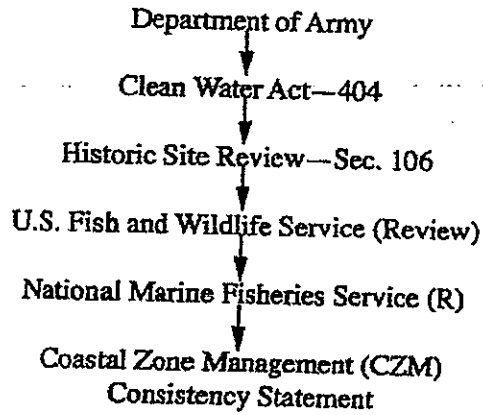 Department of Army
Clean Water Act—404
Historic Site Review—Sec. 106
U.S. Fish and Wildlife Service (Review)
National Marine Fisheries Service (R)
Coastal Zone Management (CZM)
Consistency Statement